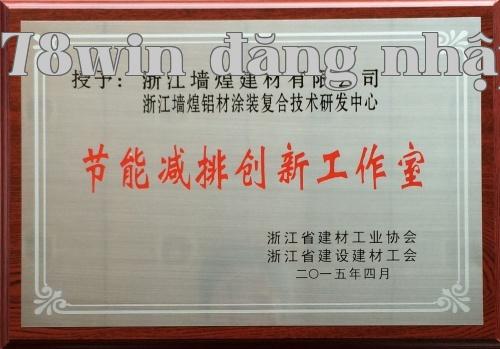 78win đăng nhậ
授予：浙江墙煌建材有限公司
浙江墙煌铝材涂装复合技术研发中心
节能减排创新工作室
浙江省建材工业协会
浙江省建设建材工会
二〇一五年四月